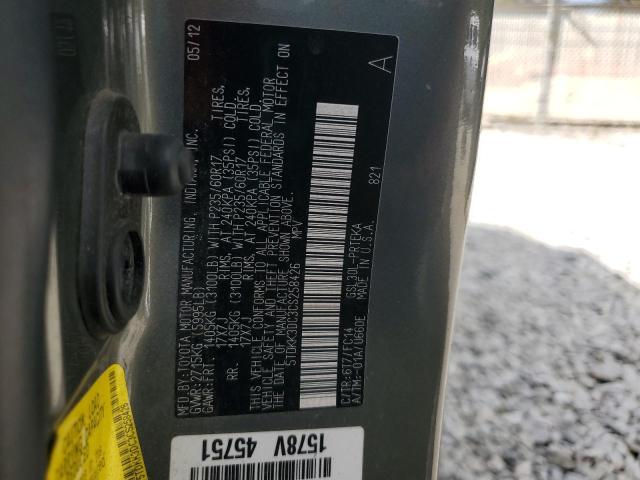 MFD. BY: TOYOTA MOTOR MANUFACTURING, INDIANA, INC. 05/12
GVWR: 2715KG (5995LB)
GAWR: FRT. 1405KG (3100LB) WITH P235/60R17 TIRES,
17X7J RIMS, AT 240KPA (35PSI) COLD.
RR. 1405KG (3100LB) WITH P235/60R17 TIRES,
17X7J RIMS, AT 240KPA (35PSI) COLD.
THIS VEHICLE CONFORMS TO ALL APPLICABLE FEDERAL MOTOR
VEHICLE SAFETY AND THEFT PREVENTION STANDARDS IN EFFECT ON
THE DATE OF MANUFACTURE SHOWN ABOVE.
5TDKK3DC3CS258426 MPV
A
C/TR:6T7/FC14 GSL30L-PRTEKA 821
A/TM:-01A/U660E MADE IN U.S.A.
1578V 45751
5TDKK3DC3CS258426